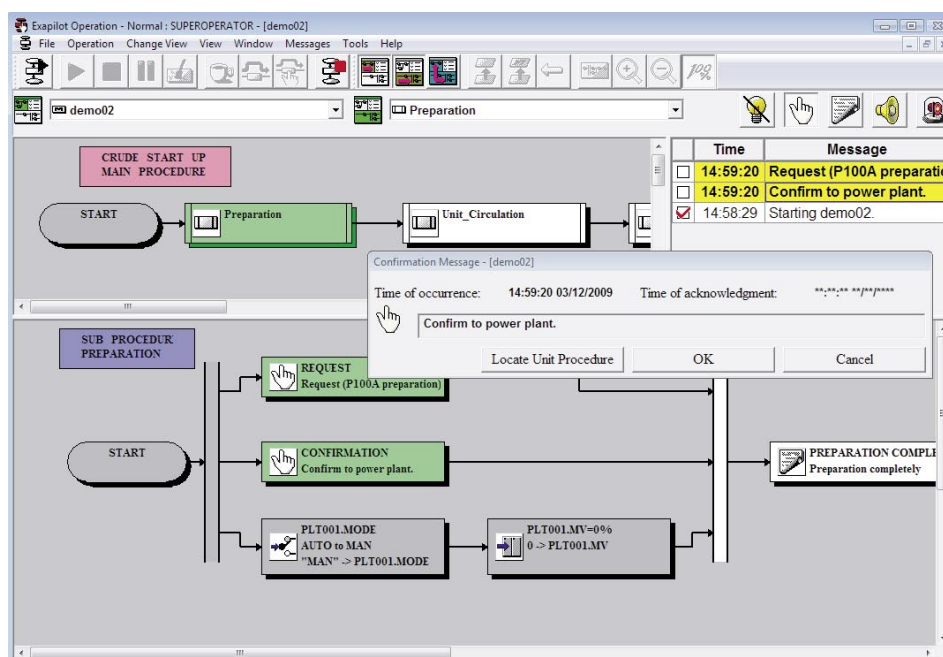 Exapilot Operation - Normal : SUPEROPERATOR - [demo02]
File Operation Change View View Window Messages Tools Help
demo02
Preparation
CRUDE START UP
MAIN PROCEDURE
START
Preparation
Unit_Circulation
Time Message
14:59:20 Request (P100A preparatio
14:59:20 Confirm to power plant.
14:58:29 Starting demo02.
Confirmation Message - [demo02]
Time of occurrence: 14:59:20 03/12/2009 Time of acknowledgment: **:**:** **/**/****
Confirm to power plant.
Locate Unit Procedure OK Cancel
SUB PROCEDUR
PREPARATION
START
REQUEST
Request (P100A preparation)
CONFIRMATION
Confirm to power plant.
PLT001.MODE
AUTO to MAN
"MAN" -> PLT001.MODE
PLT001.MV=0%
0 -> PLT001.MV
PREPARATION COMPLE
Preparation completely